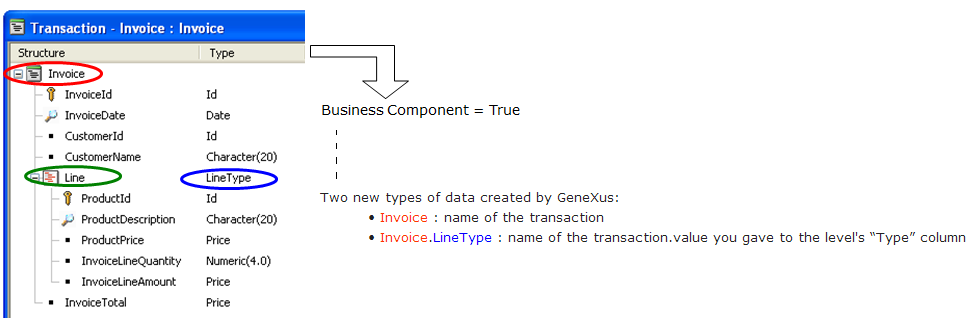 Transaction - Invoice : Invoice
Structure Type
Invoice
InvoiceId Id
InvoiceDate Date
CustomerId Id
CustomerName Character(20)
Line LineType
ProductId Id
ProductDescription Character(20)
ProductPrice Price
InvoiceLineQuantity Numeric(4.0)
InvoiceLineAmount Price
InvoiceTotal Price
Business Component = True
Two new types of data created by GeneXus:
• Invoice : name of the transaction
• Invoice.LineType : name of the transaction.value you gave to the level's “Type” column